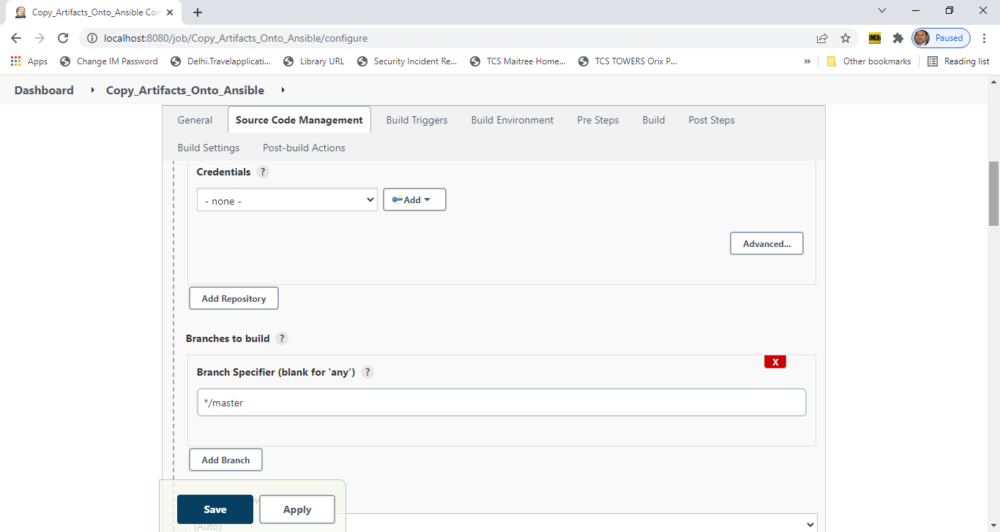 Copy_Artifacts_Onto_Ansible Con
localhost:8080/job/Copy_Artifacts_Onto_Ansible/configure
IMDb
Paused
Apps Change IM Password Delhi.Travelapplicati... Library URL Security Incident Re... TCS Maitree Home... TCS TOWERS Orix P... » Other bookmarks Reading list
Dashboard Copy_Artifacts_Onto_Ansible
General Source Code Management Build Triggers Build Environment Pre Steps Build Post Steps
Build Settings Post-build Actions
Credentials ?
- none - Add
Advanced...
Add Repository
Branches to build ?
X
Branch Specifier (blank for 'any') ?
*/master
Add Branch
Save Apply
(Auto)